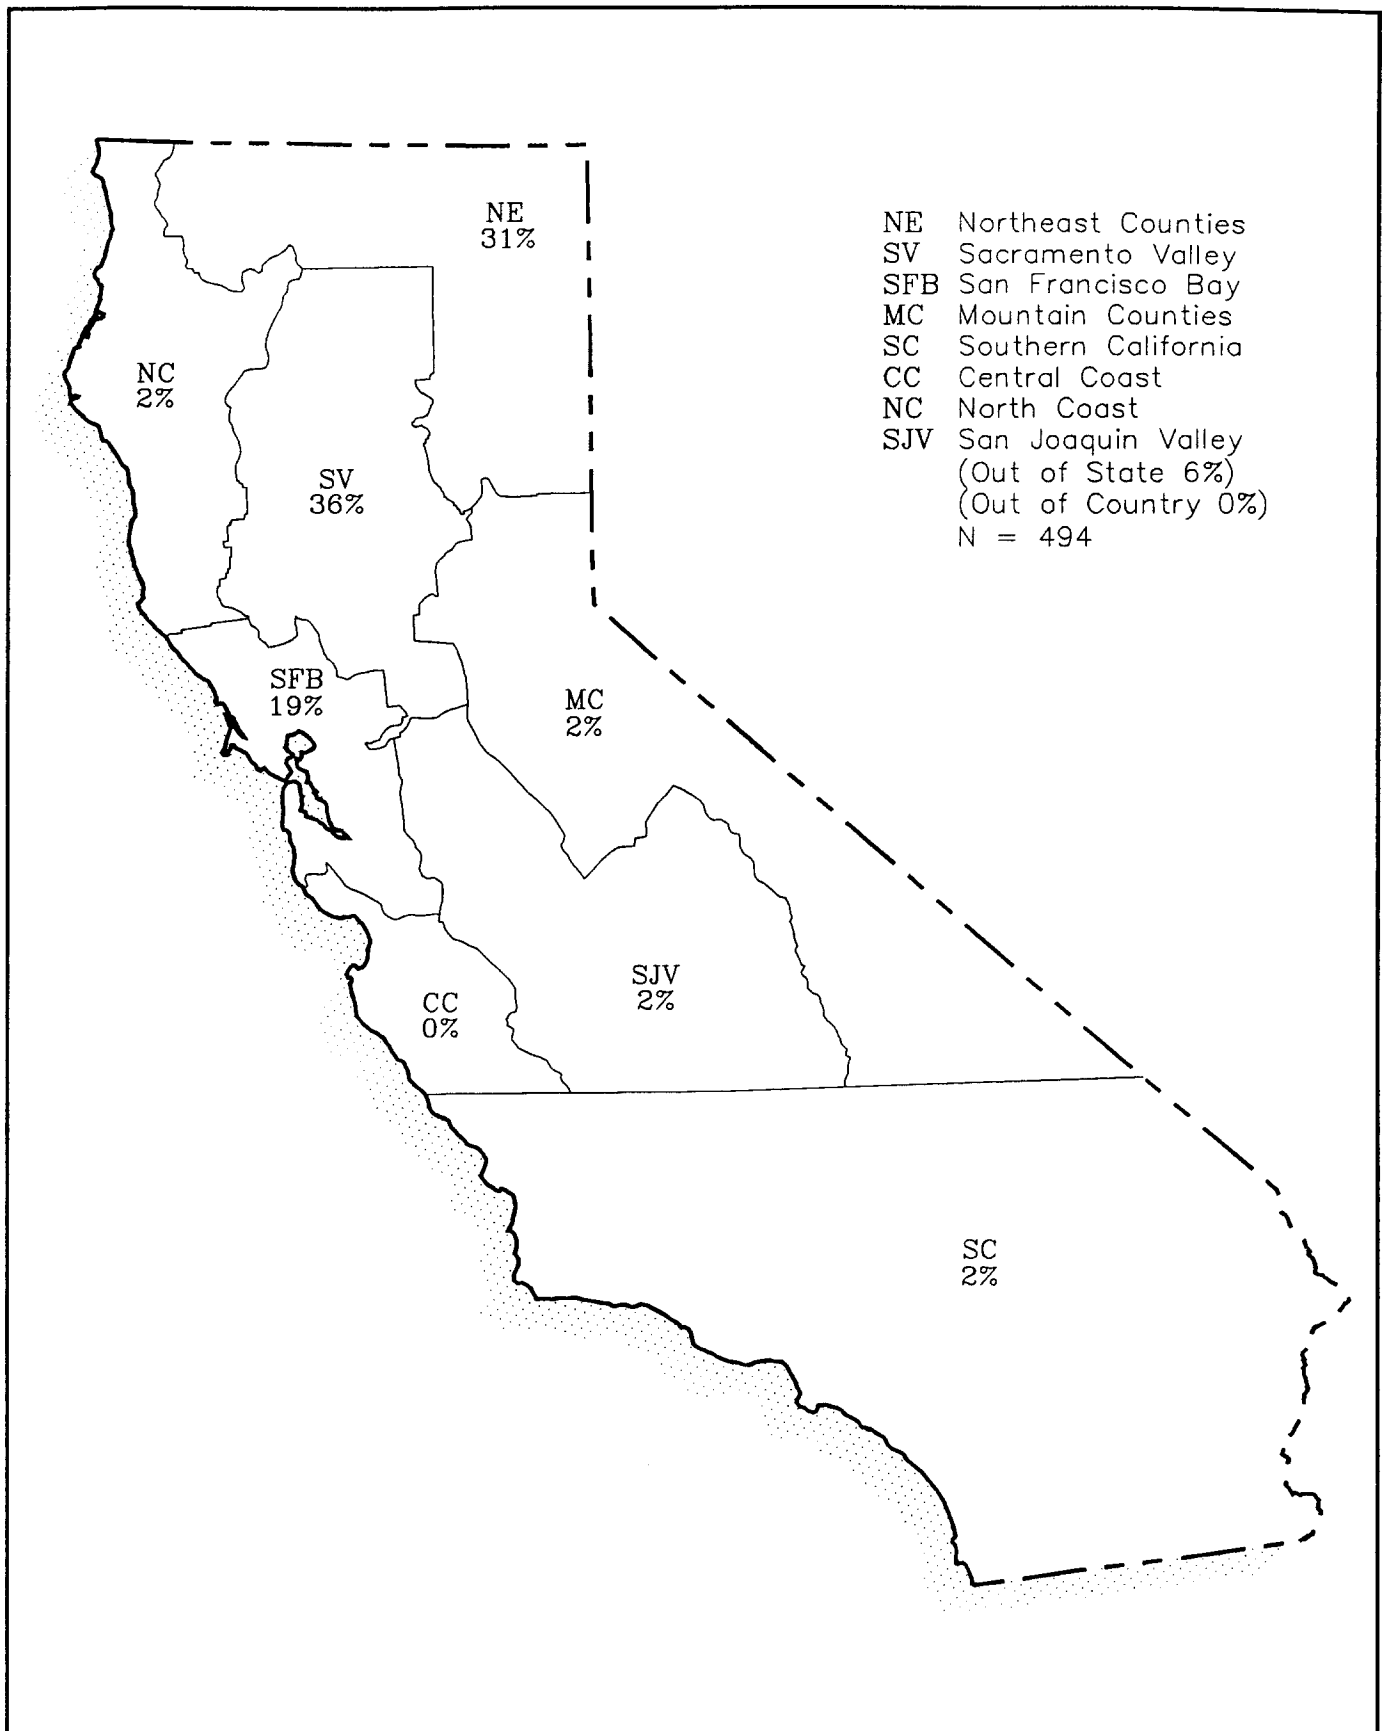 NE
31%
NE Northeast Counties
SV Sacramento Valley
SFB San Francisco Bay
MC Mountain Counties
SC Southern California
CC Central Coast
NC North Coast
SJV San Joaquin Valley
(Out of State 6%)
(Out of Country 0%)
N = 494
NC
2%
SV
36%
SFB
19%
MC
2%
SJV
2%
CC
0%
SC
2%